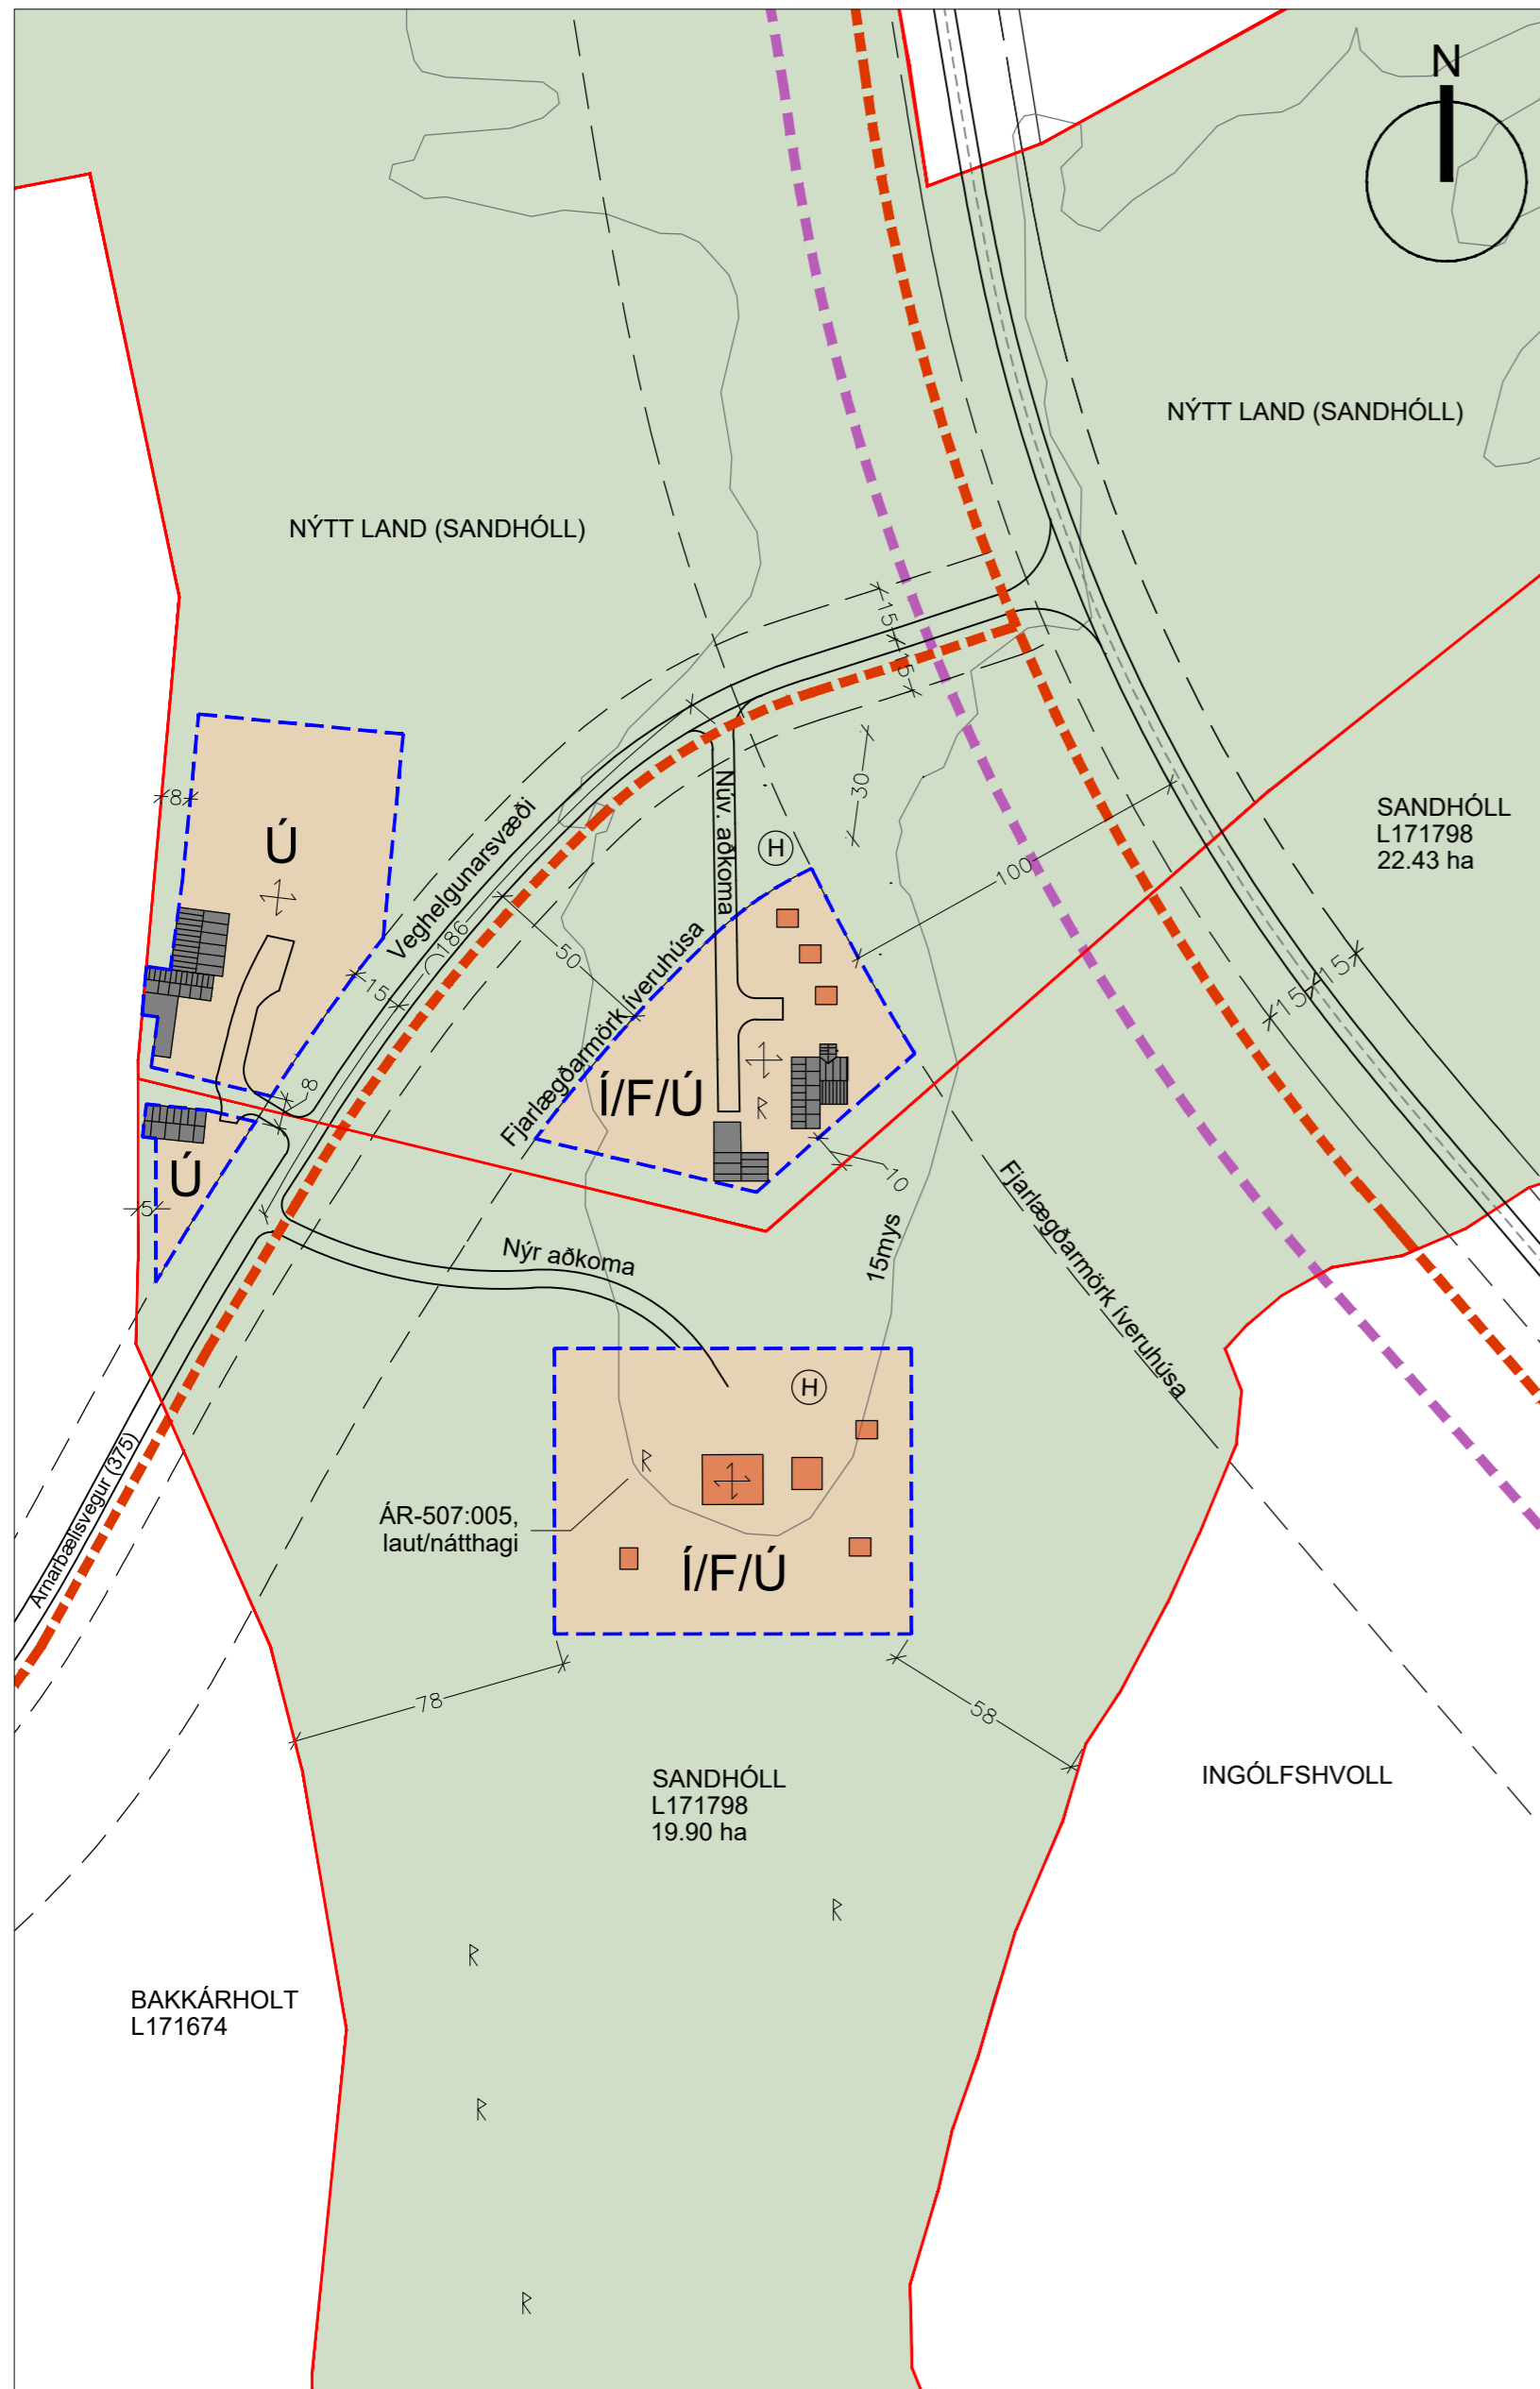 N
NÝTT LAND (SANDHÓLL)
NÝTT LAND (SANDHÓLL)
15
15
8
Ú
Veghelgunarsvæði
186
15
50
Fjarlægðarmörk íveruhúsa
Núv. aðkoma
H
30
100
SANDHÓLL
L171798
22.43 ha
15
15
Í/F/Ú
8
Ú
5
10
15mys
Fjarlægðarmörk íveruhúsa
Nýr aðkoma
H
Arnarbælisvegur (375)
ÁR-507:005,
laut/nátthagi
Í/F/Ú
78
58
SANDHÓLL
L171798
19.90 ha
INGÓLFSHVOLL
BAKKÁRHOLT
L171674